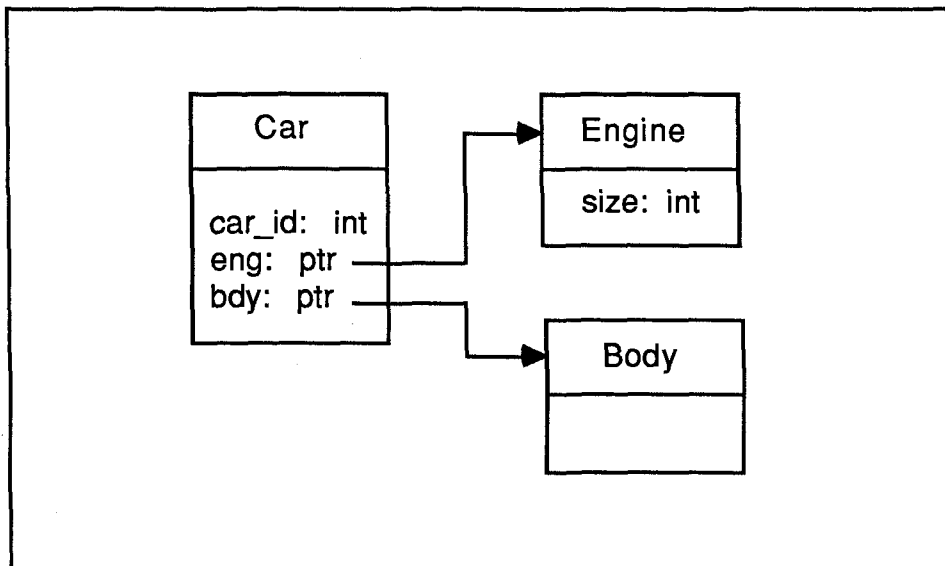 Car
car_id: int
eng: ptr
bdy: ptr
Engine
size: int
Body